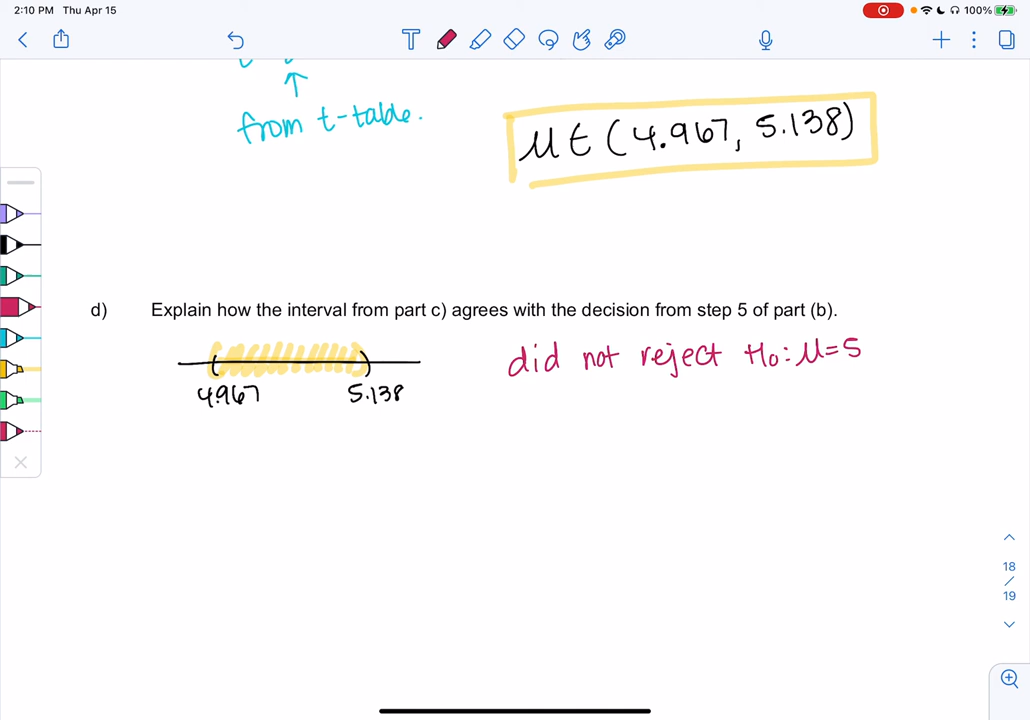 2:10 PM Thu Apr 15
100%
T
from t-table.
μ ∈ (4.967, 5.138)
d) Explain how the interval from part c) agrees with the decision from step 5 of part (b).
did not reject H₀: μ=5
4.967 5.138
18
/
19